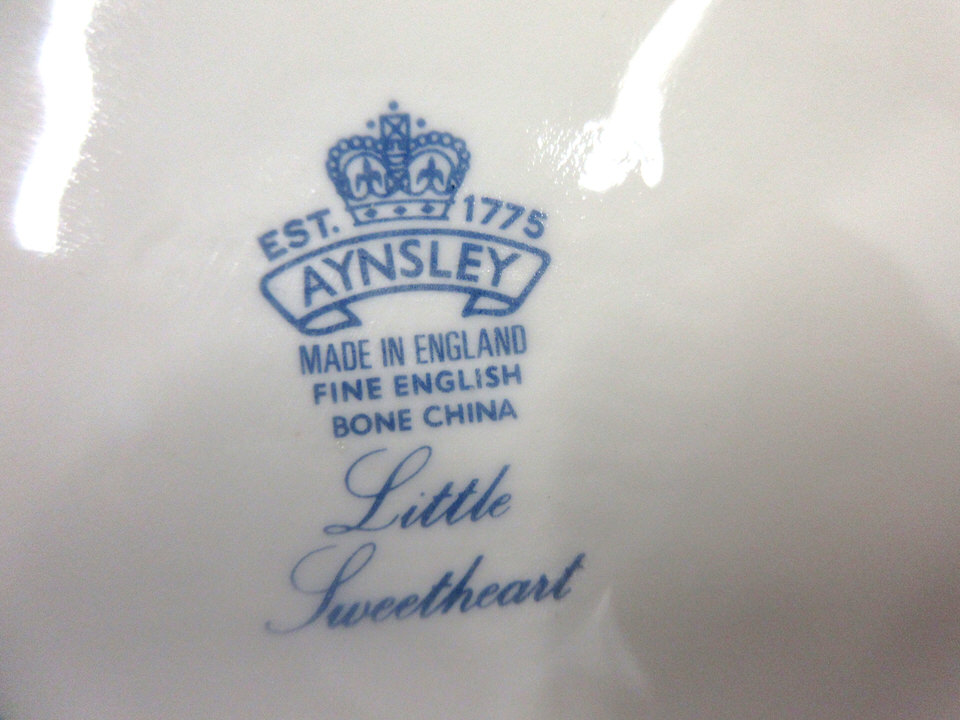 EST. 1775
AYNSLEY
MADE IN ENGLAND
FINE ENGLISH
BONE CHINA
Little
Sweetheart